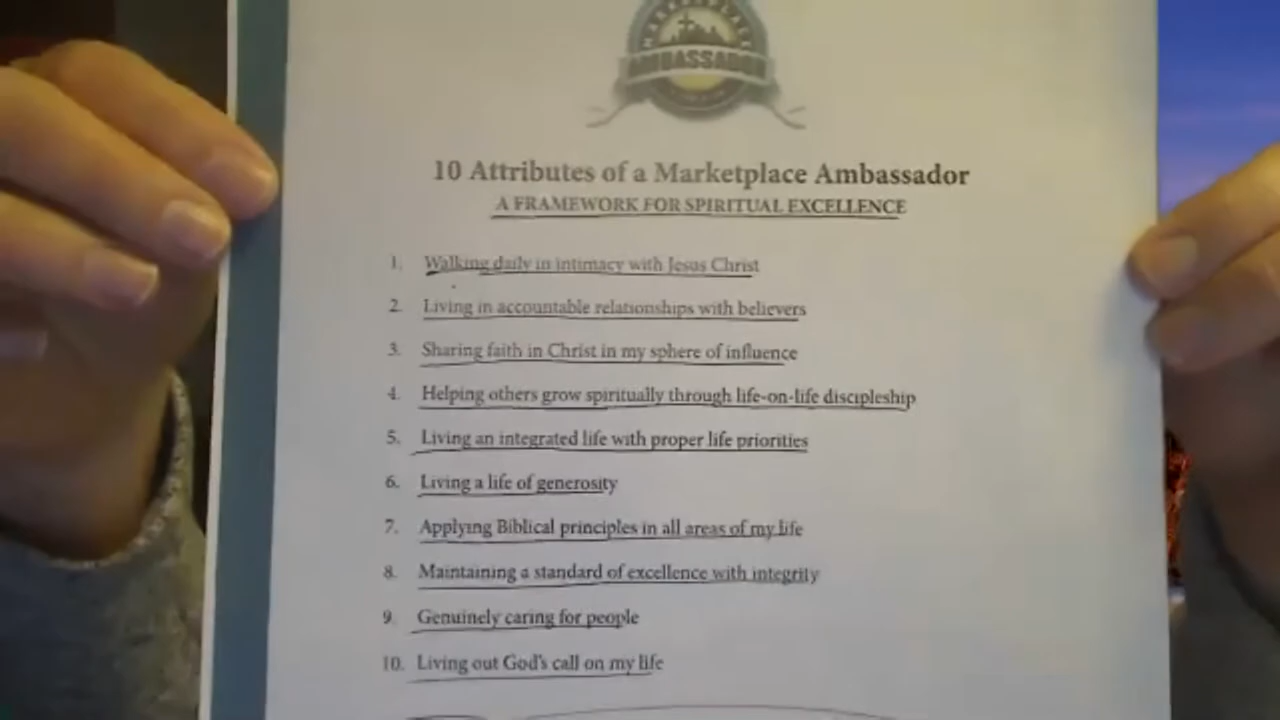 AMBASSADOR
10 Attributes of a Marketplace Ambassador
A FRAMEWORK FOR SPIRITUAL EXCELLENCE
1. Walking daily in intimacy with Jesus Christ
2. Living in accountable relationships with believers
3. Sharing faith in Christ in my sphere of influence
4. Helping others grow spiritually through life-on-life discipleship
5. Living an integrated life with proper life priorities
6. Living a life of generosity
7. Applying Biblical principles in all areas of my life
8. Maintaining a standard of excellence with integrity
9. Genuinely caring for people
10. Living out God's call on my life